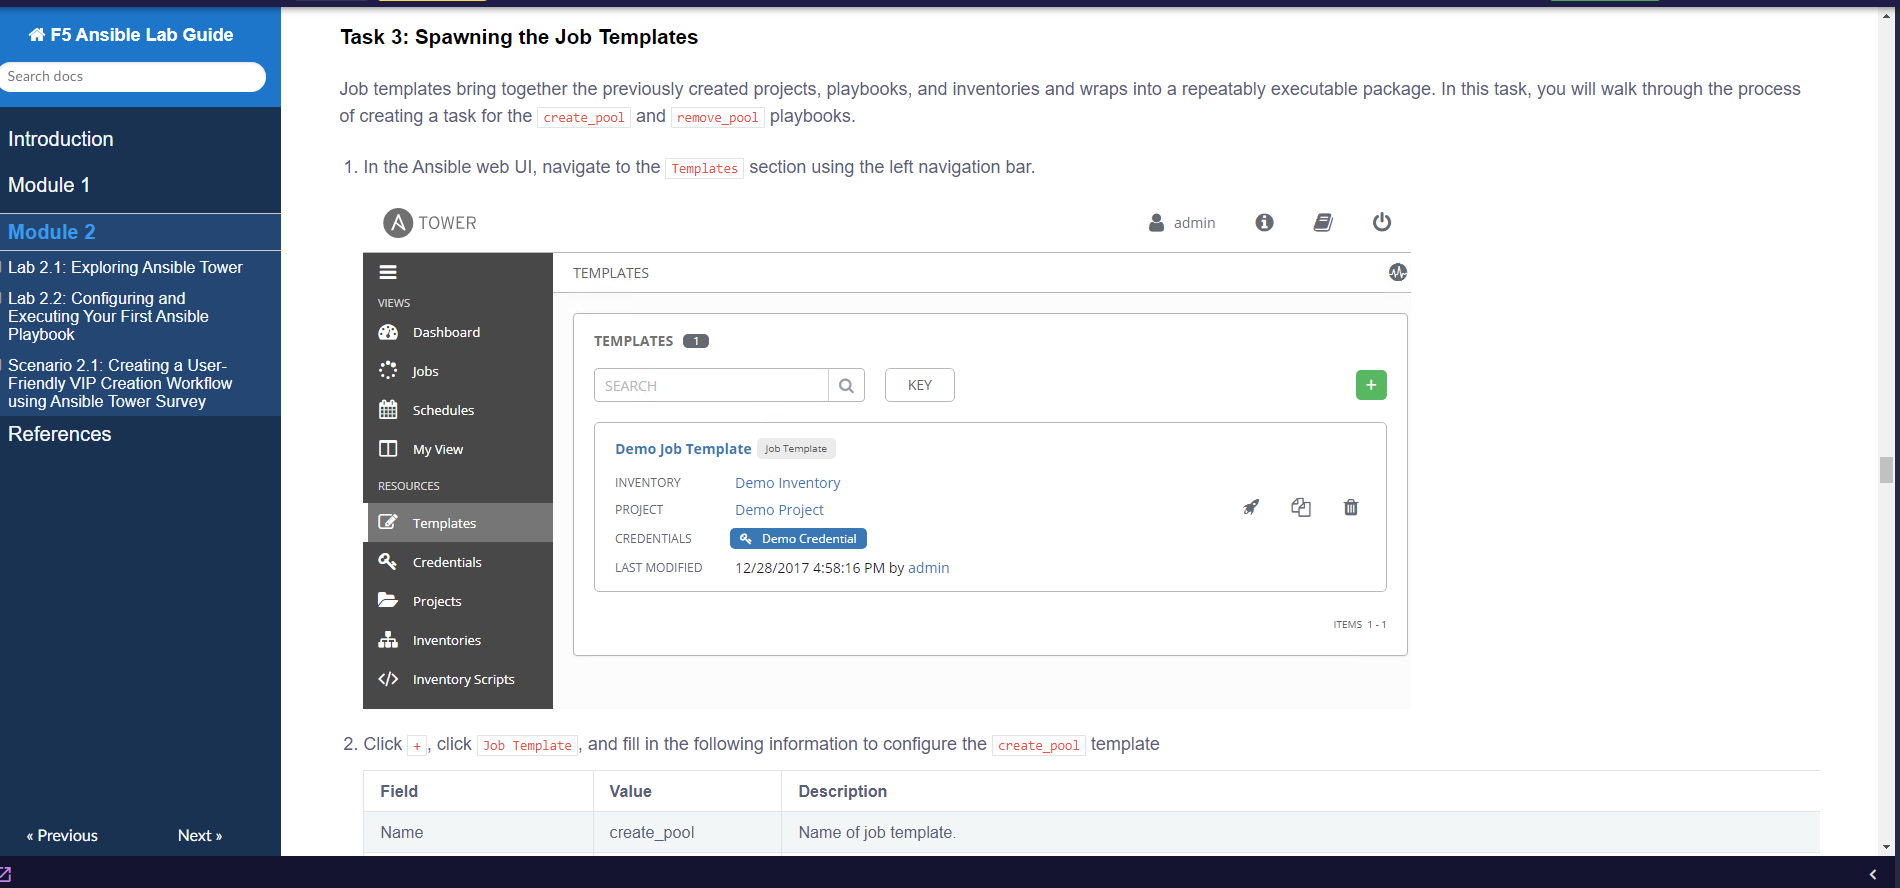 F5 Ansible Lab Guide
Search docs
Introduction
Module 1
Module 2
Lab 2.1: Exploring Ansible Tower
Lab 2.2: Configuring and
Executing Your First Ansible
Playbook
Scenario 2.1: Creating a User-
Friendly VIP Creation Workflow
using Ansible Tower Survey
References
« Previous
Next »
Task 3: Spawning the Job Templates
Job templates bring together the previously created projects, playbooks, and inventories and wraps into a repeatably executable package. In this task, you will walk through the process
of creating a task for the create_pool and remove_pool playbooks.
1. In the Ansible web UI, navigate to the Templates section using the left navigation bar.
A TOWER
admin
VIEWS
Dashboard
Jobs
Schedules
My View
RESOURCES
Templates
Credentials
Projects
Inventories
Inventory Scripts
TEMPLATES
TEMPLATES 1
SEARCH
KEY
+
Demo Job Template Job Template
INVENTORY Demo Inventory
PROJECT Demo Project
CREDENTIALS Demo Credential
LAST MODIFIED 12/28/2017 4:58:16 PM by admin
ITEMS 1 - 1
2. Click +, click Job Template, and fill in the following information to configure the create_pool template
Field Value Description
Name create_pool Name of job template.